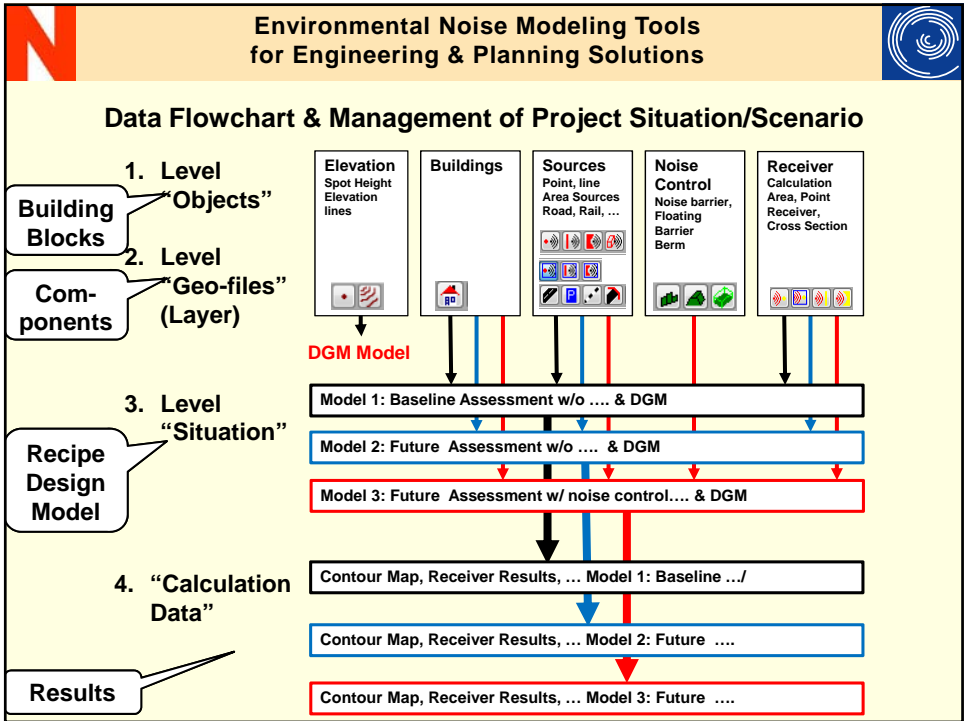 Environmental Noise Modeling Tools
for Engineering & Planning Solutions
Data Flowchart & Management of Project Situation/Scenario
1. Level
“Objects”
Building
Blocks
2. Level
“Geo-files”
(Layer)
Com-
ponents
Elevation
Spot Height
Elevation
lines
Buildings
Sources
Point, line
Area Sources
Road, Rail, …
Noise
Control
Noise barrier,
Floating
Barrier
Berm
Receiver
Calculation
Area, Point
Receiver,
Cross Section
DGM Model
3. Level
“Situation”
Recipe
Design
Model
Model 1: Baseline Assessment w/o …. & DGM
Model 2: Future Assessment w/o …. & DGM
Model 3: Future Assessment w/ noise control…. & DGM
4. “Calculation
Data”
Results
Contour Map, Receiver Results, … Model 1: Baseline …/
Contour Map, Receiver Results, … Model 2: Future ….
Contour Map, Receiver Results, … Model 3: Future ….